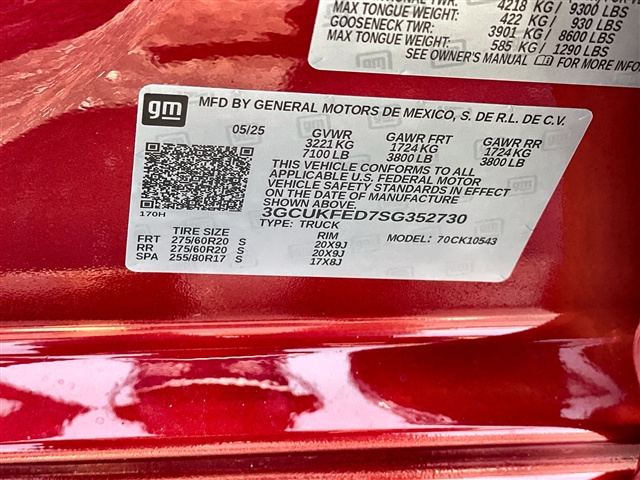 4218 KG/ 9300 LBS
MAX TONGUE WEIGHT: 422 KG/ 930 LBS
GOOSENECK TWR: 3901 KG/ 8600 LBS
MAX TONGUE WEIGHT: 585 KG/ 1290 LBS
SEE OWNER'S MANUAL FOR MORE INFO
gm
MFD BY GENERAL MOTORS DE MEXICO, S. DE R.L. DE C.V.
05/25 GVWR GAWR FRT GAWR RR
3221 KG 1724 KG 1724 KG
7100 LB 3800 LB 3800 LB
THIS VEHICLE CONFORMS TO ALL
APPLICABLE U.S. FEDERAL MOTOR
VEHICLE SAFETY STANDARDS IN EFFECT
ON THE DATE OF MANUFACTURE
SHOWN ABOVE.
170H 3GCUKFED7SG352730
TYPE: TRUCK
TIRE SIZE RIM MODEL: 70CK10543
FRT 275/60R20 S 20X9J
RR 275/60R20 S 20X9J
SPA 255/80R17 S 17X8J